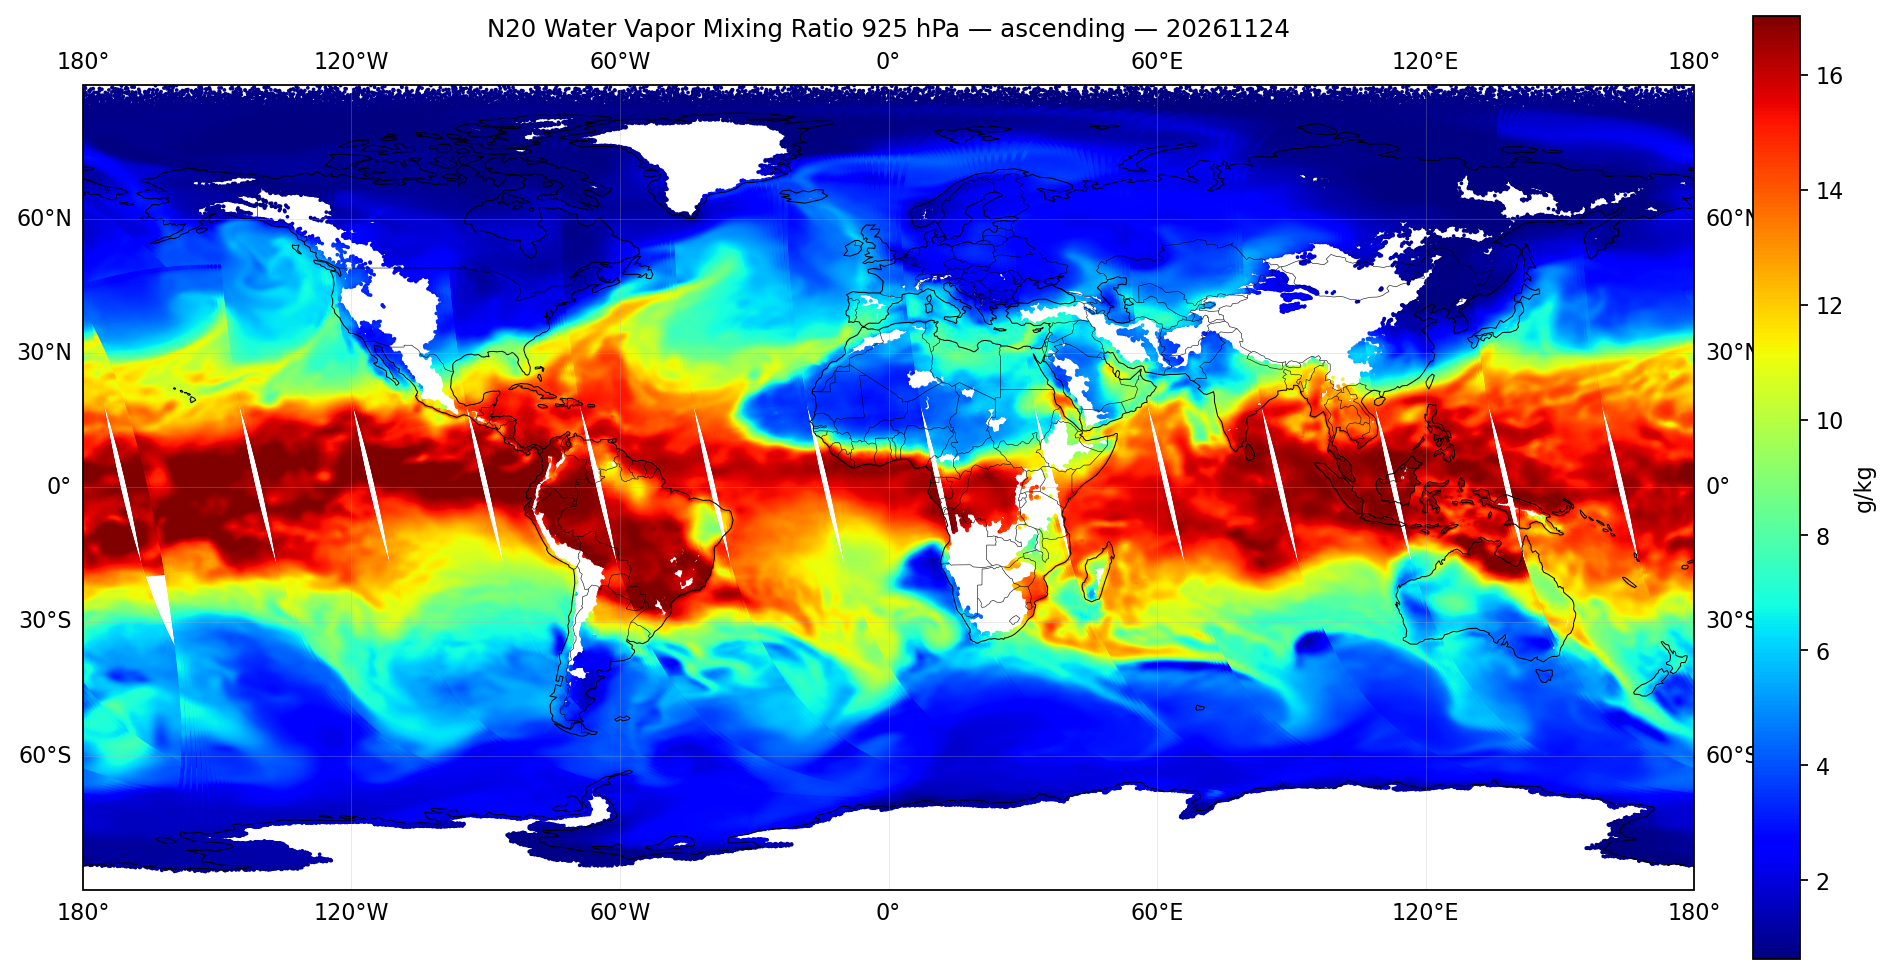 N20 Water Vapor Mixing Ratio 925 hPa — ascending — 20261124
180° 120°W 60°W 0° 60°E 120°E 180°
60°N 60°N
30°N 30°N
0° 0°
30°S 30°S
60°S 60°S
180° 120°W 60°W 0° 60°E 120°E 180°
16
14
12
10
8
6
4
2
g/kg